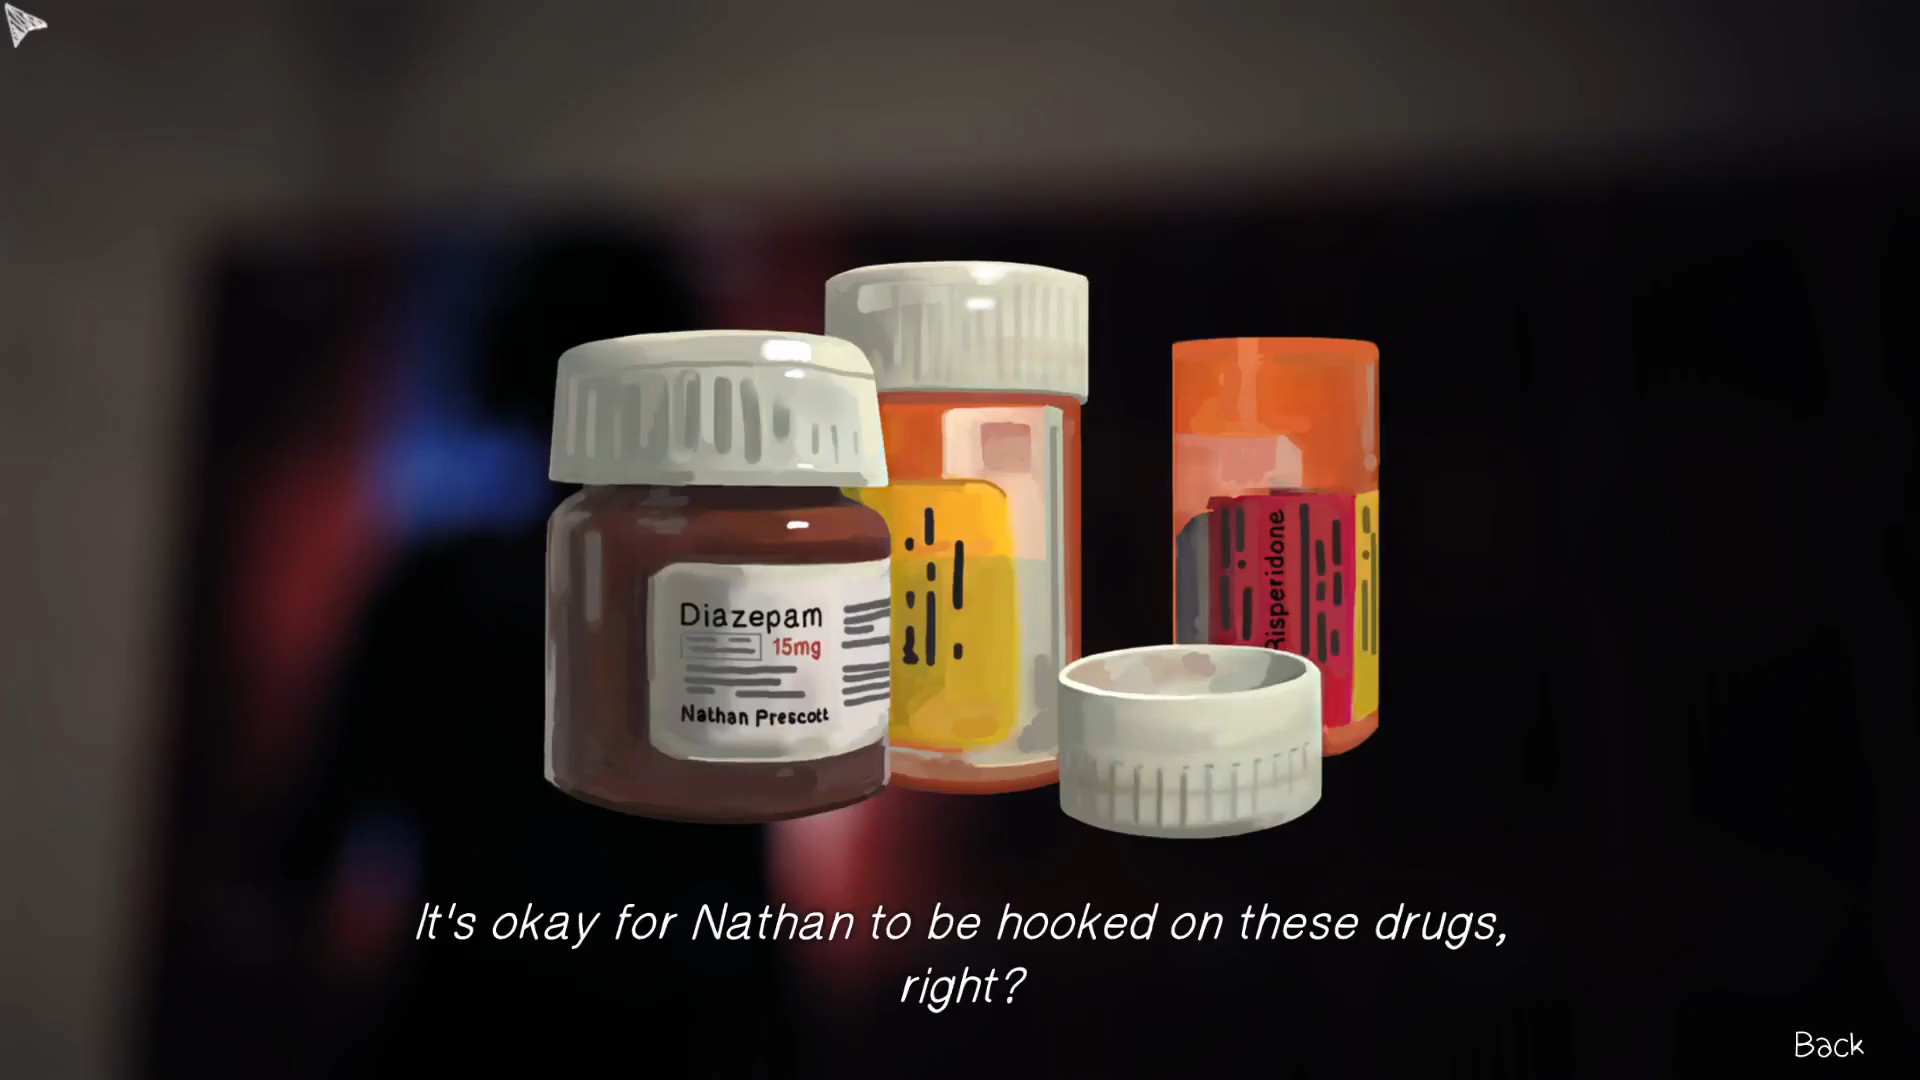 Diazepam
15mg
Nathan Prescott
Risperidone
It's okay for Nathan to be hooked on these drugs,
right?
Back